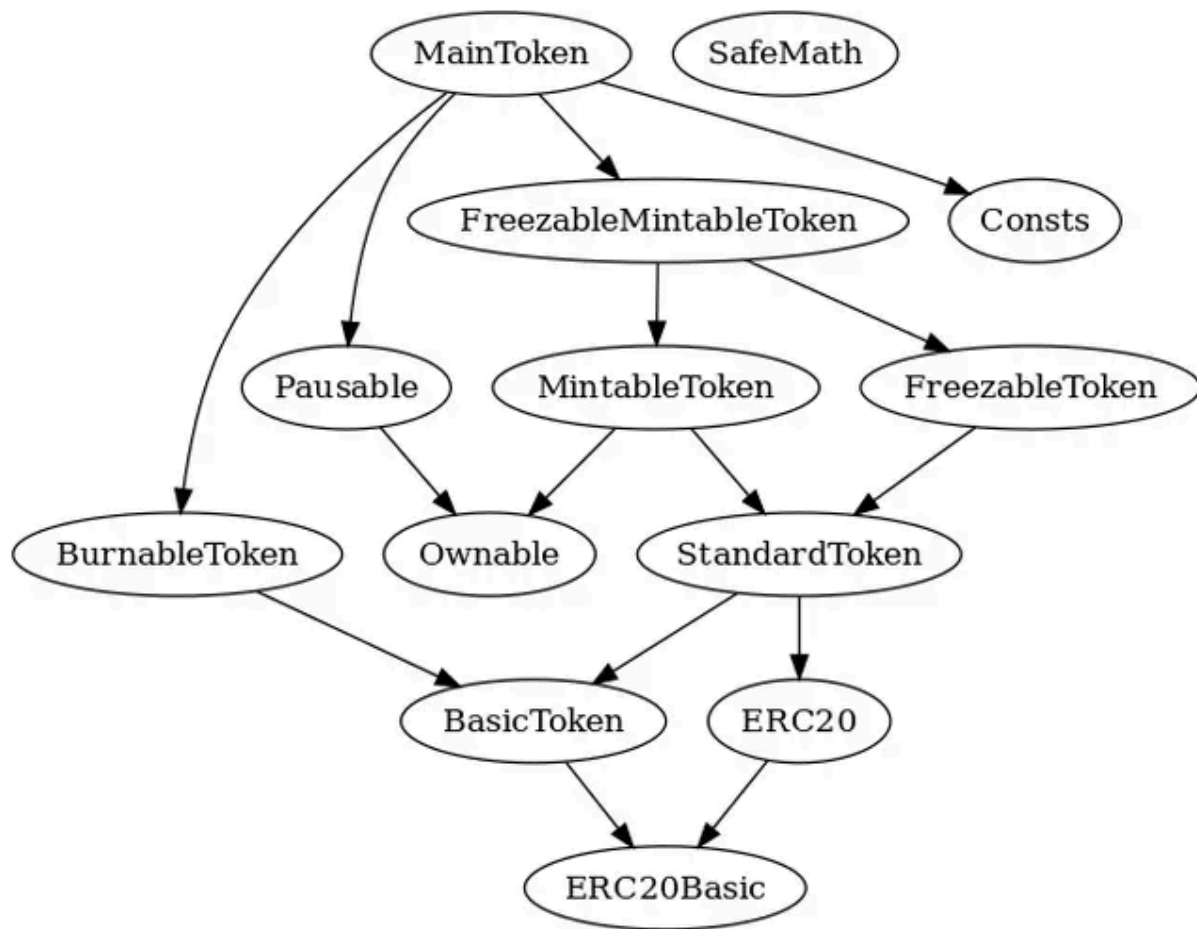 MainToken
SafeMath
FreezableMintableToken
Consts
Pausable
MintableToken
FreezableToken
BurnableToken
Ownable
StandardToken
BasicToken
ERC20
ERC20Basic